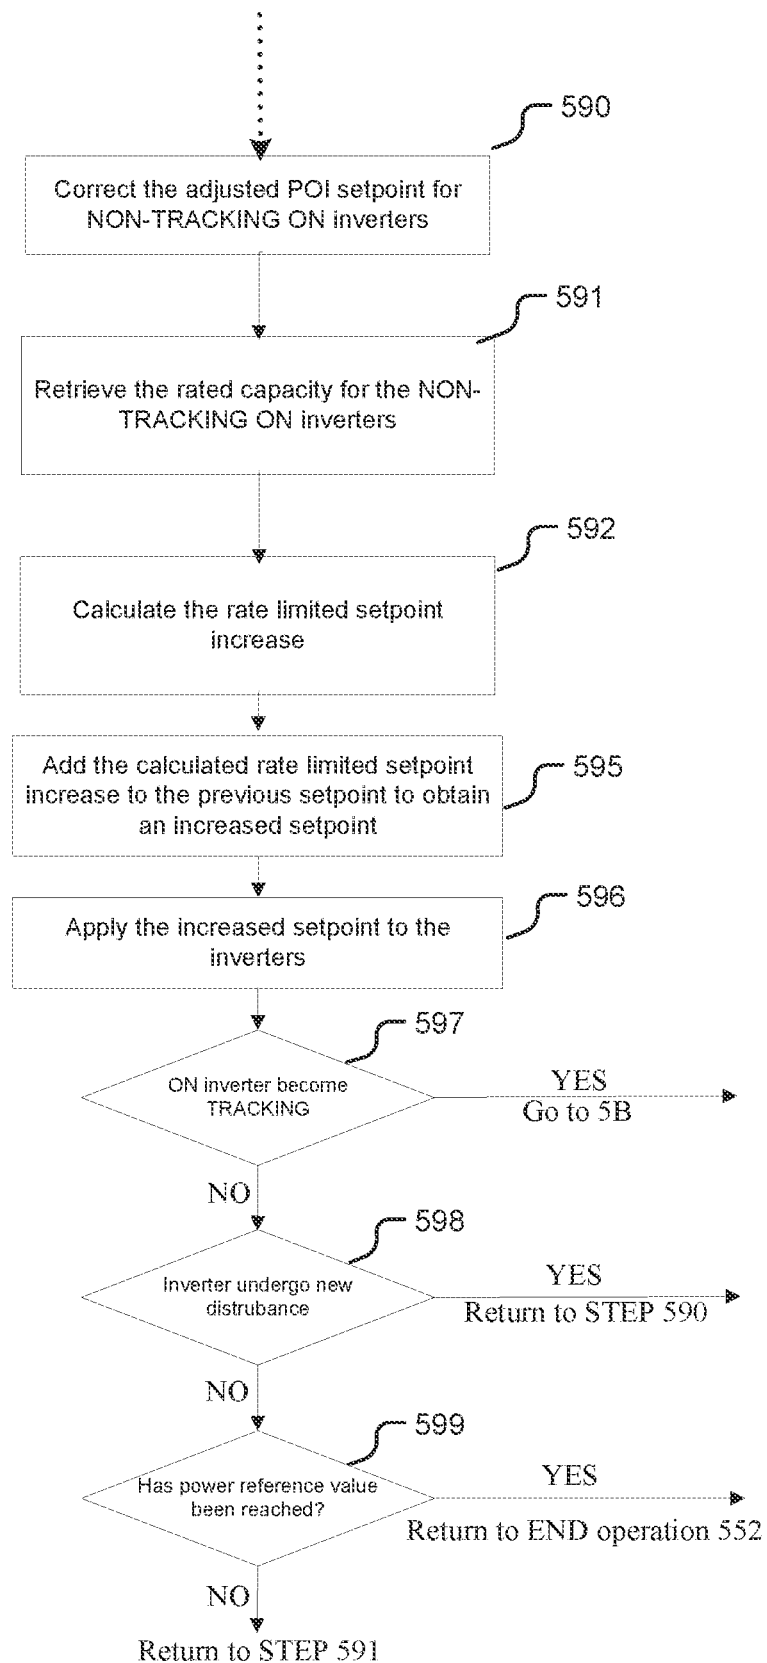 590
Correct the adjusted POI setpoint for
NON-TRACKING ON inverters
591
Retrieve the rated capacity for the NON-
TRACKING ON inverters
592
Calculate the rate limited setpoint
increase
595
Add the calculated rate limited setpoint
increase to the previous setpoint to obtain
an increased setpoint
596
Apply the increased setpoint to the
inverters
597
ON inverter become
TRACKING
YES
Go to 5B
NO
598
Inverter undergo new
distrubance
YES
Return to STEP 590
NO
599
Has power reference value
been reached?
YES
Return to END operation 552
NO
Return to STEP 591